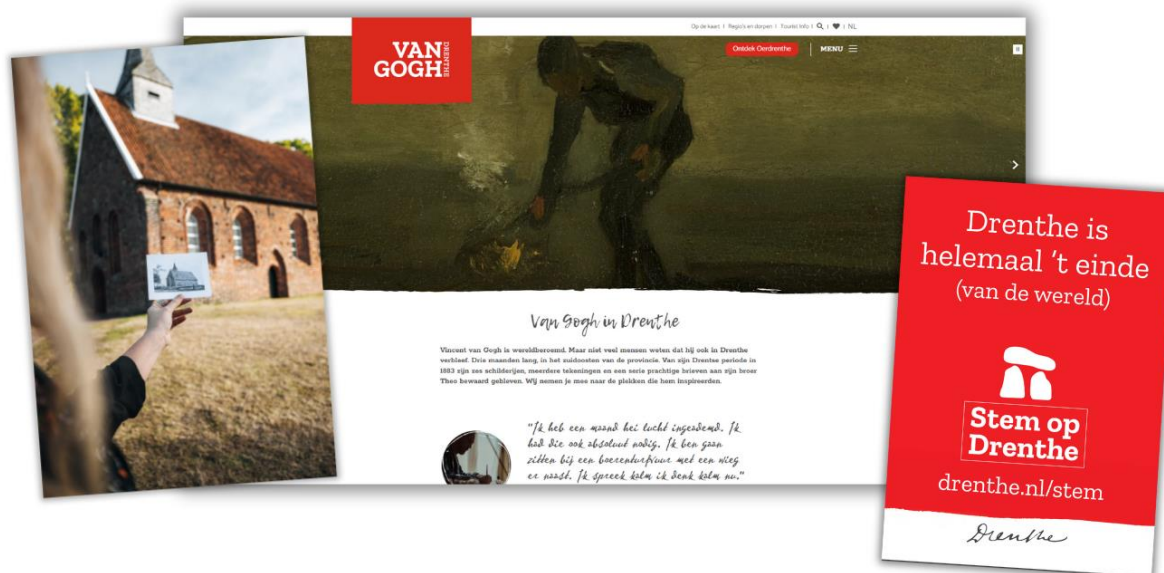 Op de kaart | Regio's en dorpen | Tourist Info | | | NL
VAN
GOGH
DRENTHE
Ontdek Oerdrenthe
MENU
Van Gogh in Drenthe
Vincent van Gogh is wereldberoemd. Maar niet veel mensen weten dat hij ook in Drenthe
verbleef. Drie maanden lang, in het zuidoosten van de provincie. Van zijn Drentse periode in
1883 zijn zes schilderijen, meerdere tekeningen en een serie prachtige brieven aan zijn broer
Theo bewaard gebleven. Wij nemen je mee naar de plekken die hem inspireerden.
"Ik heb een maand hei lucht ingeademd. Ik
had die ook absoluut nodig. Ik ben gaan
zitten bij een boerenturfvuur met een wieg
er naast. Ik spreek kalm ik denk kalm nu."
Drenthe is
helemaal 't einde
(van de wereld)
Stem op
Drenthe
drenthe.nl/stem
Drenthe